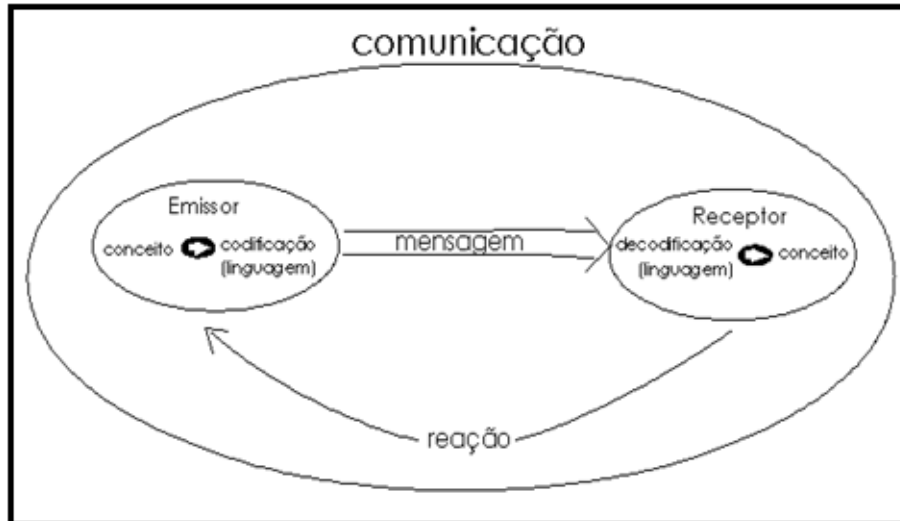 comunicação
Emissor
conceito codificação
(linguagem)
mensagem
Receptor
decodificação conceito
(linguagem)
reação